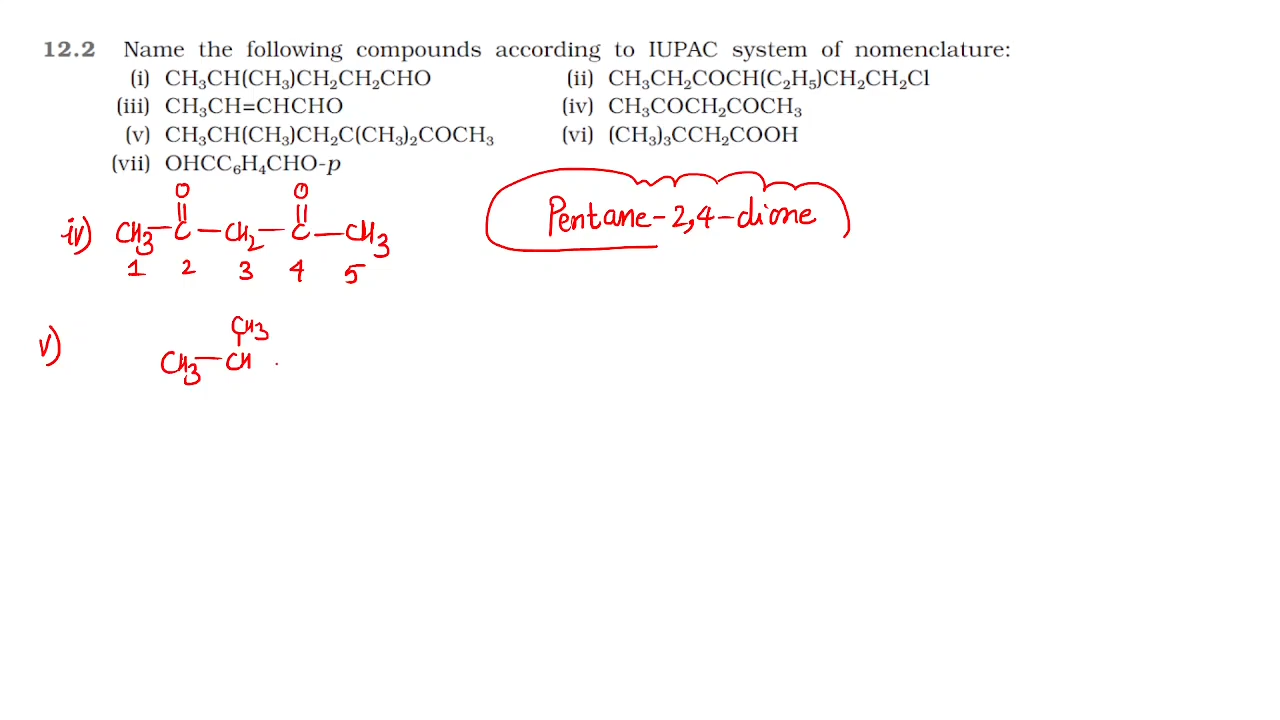 12.2 Name the following compounds according to IUPAC system of nomenclature:
(i) CH₃CH(CH₃)CH₂CH₂CHO (ii) CH₃CH₂COCH(C₂H₅)CH₂CH₂Cl
(iii) CH₃CH=CHCHO (iv) CH₃COCH₂COCH₃
(v) CH₃CH(CH₃)CH₂C(CH₃)₂COCH₃ (vi) (CH₃)₃CCH₂COOH
(vii) OHCC₆H₄CHO-p
O O
iv) CH₃—C—CH₂—C—CH₃ Pentane-2,4-dione
1 2 3 4 5
CH₃
v) CH₃—CH